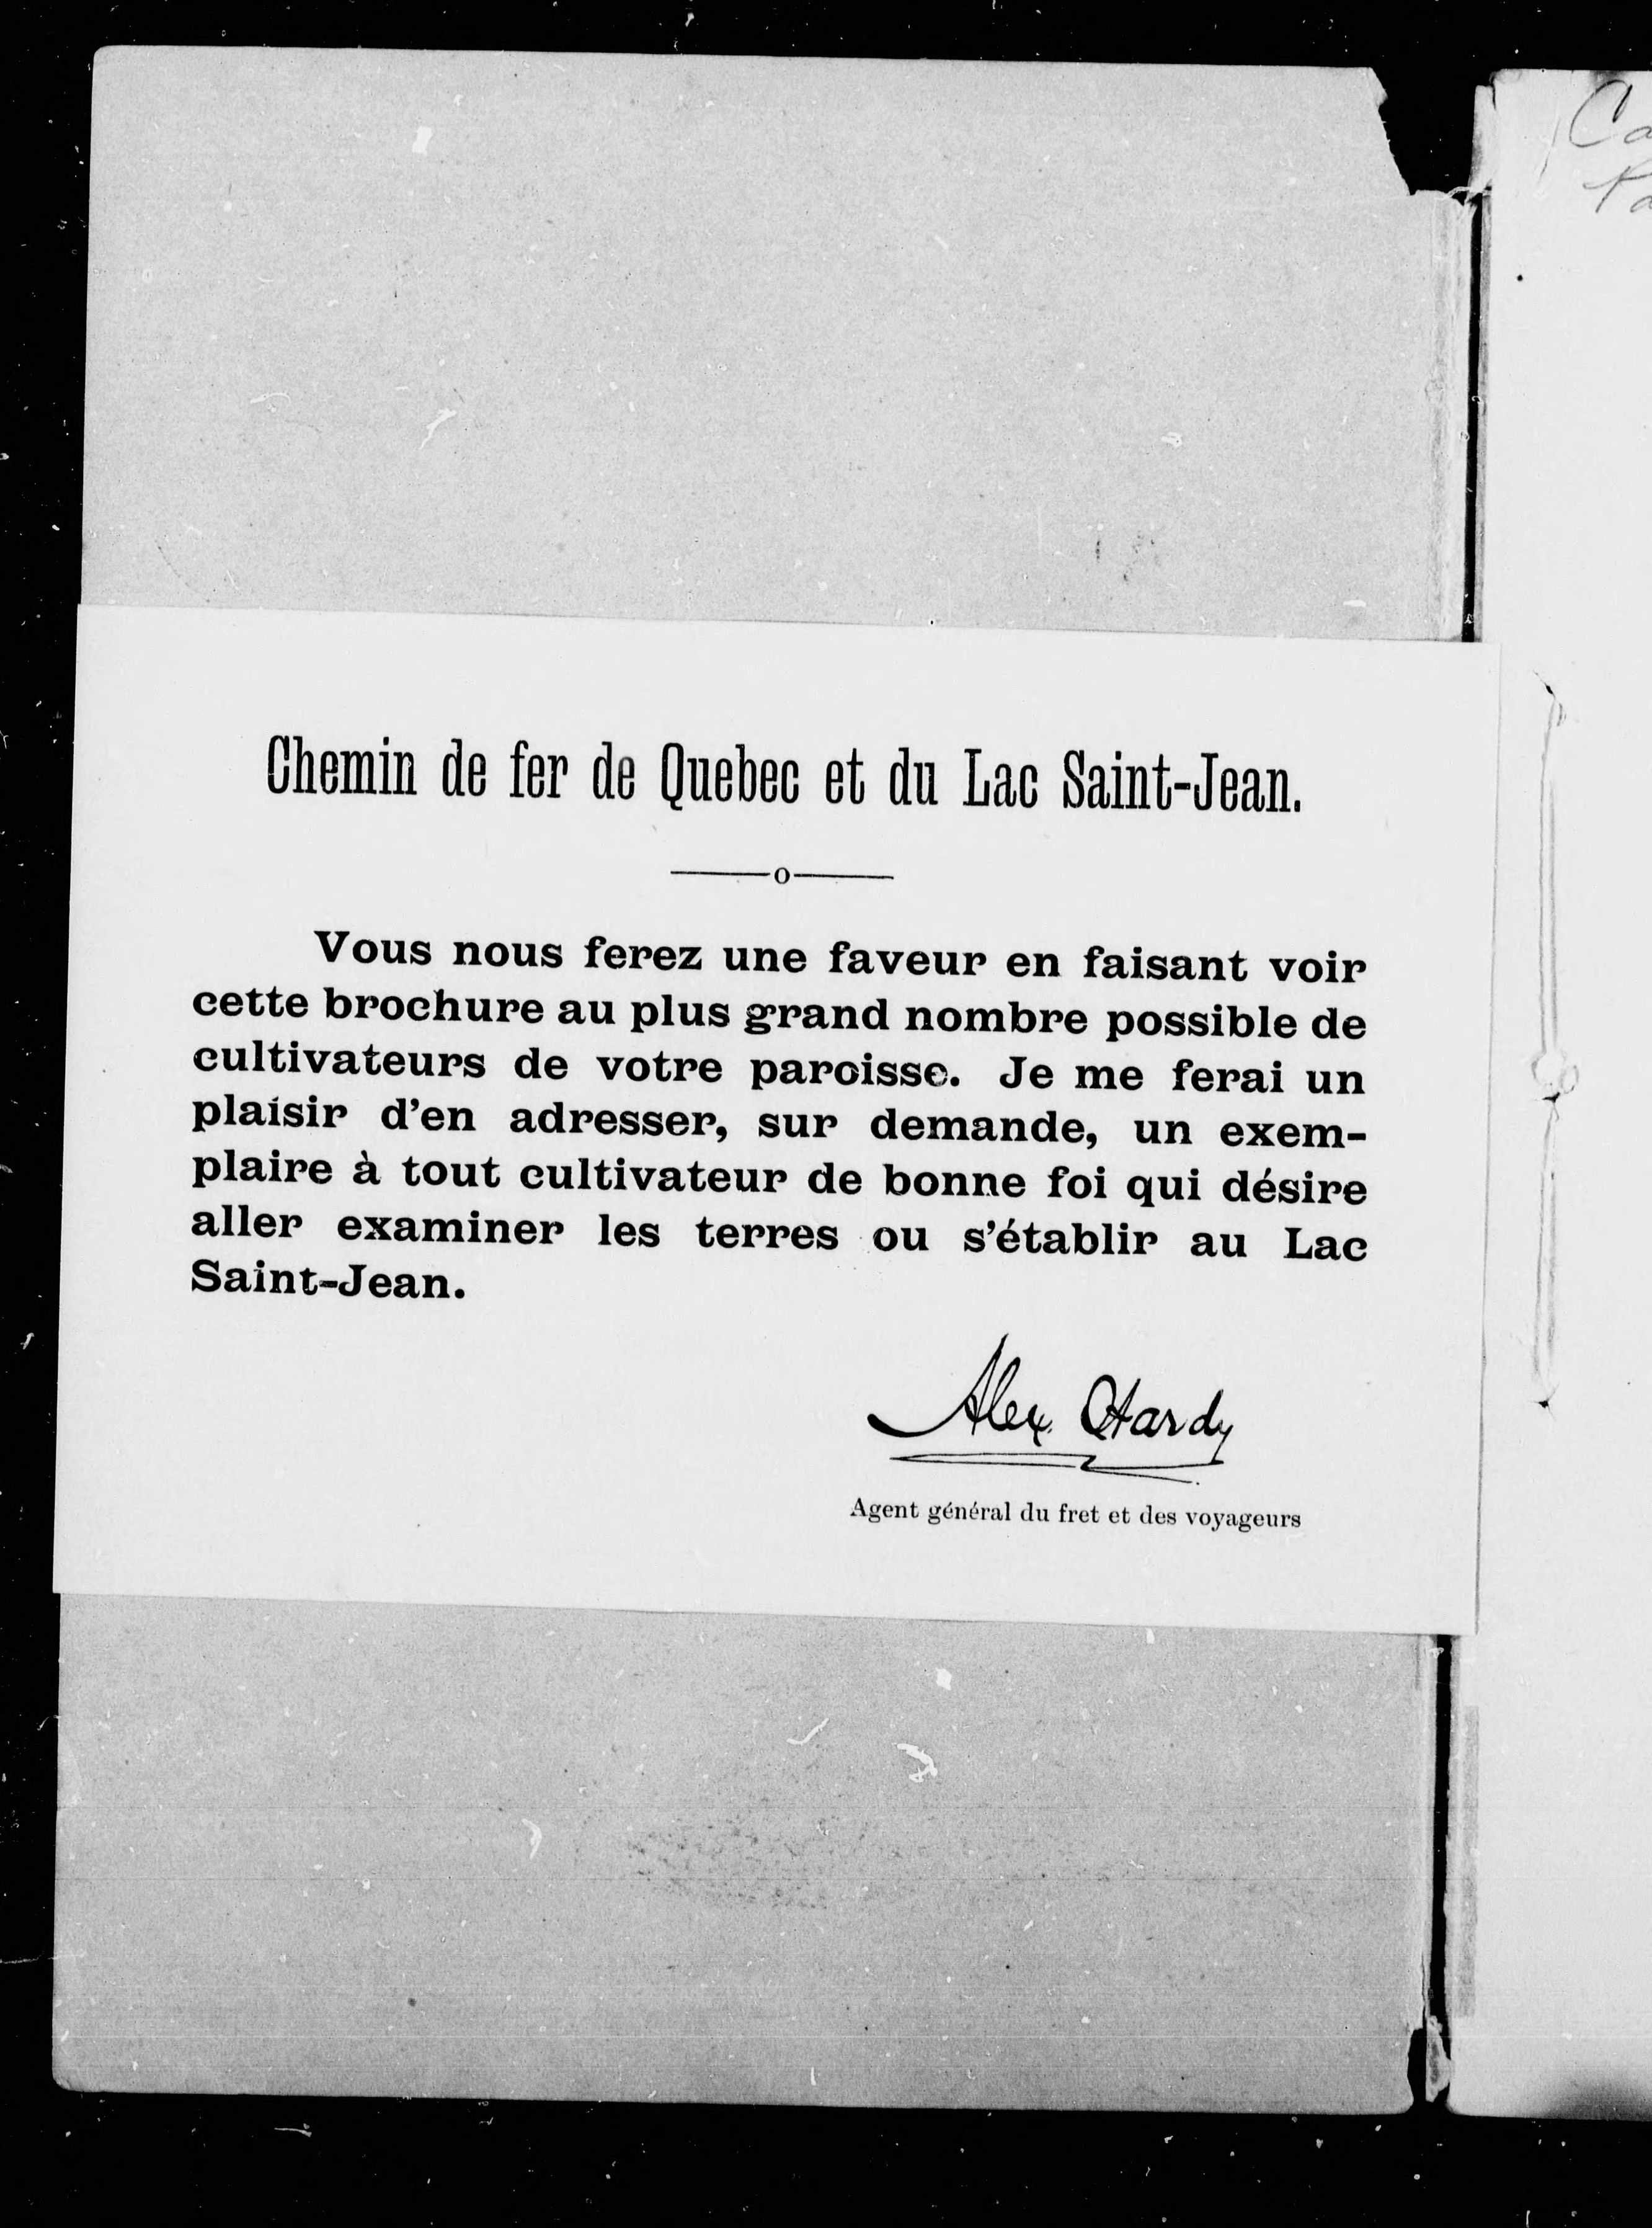 Chemin de fer de Quebec et du Lac Saint-Jean.
o
Vous nous ferez une faveur en faisant voir
cette brochure au plus grand nombre possible de
cultivateurs de votre paroisse. Je me ferai un
plaisir d'en adresser, sur demande, un exem-
plaire à tout cultivateur de bonne foi qui désire
aller examiner les terres ou s'établir au Lac
Saint-Jean.
Alex Hardy
Agent général du fret et des voyageurs